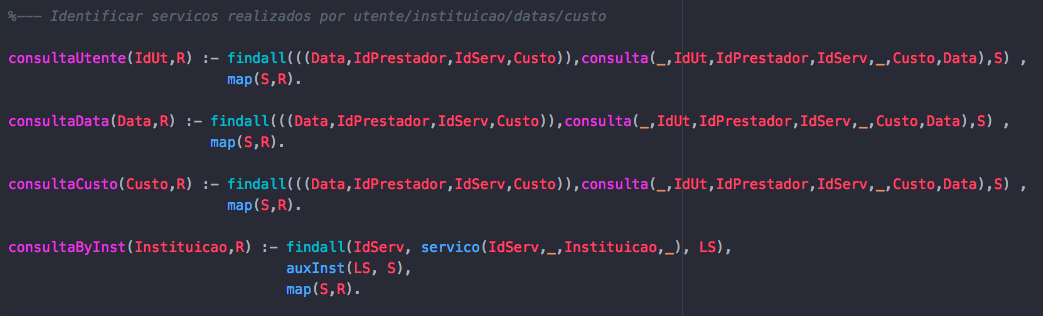 %--- Identificar servicos realizados por utente/instituicao/datas/custo
consultaUtente(IdUt,R) :- findall(((Data,IdPrestador,IdServ,Custo)),consulta(_,IdUt,IdPrestador,IdServ,_,Custo,Data),S) ,
map(S,R).
consultaData(Data,R) :- findall(((Data,IdPrestador,IdServ,Custo)),consulta(_,IdUt,IdPrestador,IdServ,_,Custo,Data),S) ,
map(S,R).
consultaCusto(Custo,R) :- findall(((Data,IdPrestador,IdServ,Custo)),consulta(_,IdUt,IdPrestador,IdServ,_,Custo,Data),S) ,
map(S,R).
consultaByInst(Instituicao,R) :- findall(IdServ, servico(IdServ,_,Instituicao,_), LS),
auxInst(LS, S),
map(S,R).